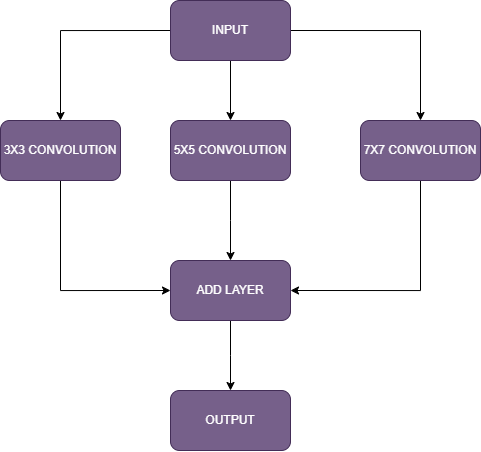 INPUT
3X3 CONVOLUTION
5X5 CONVOLUTION
7X7 CONVOLUTION
ADD LAYER
OUTPUT